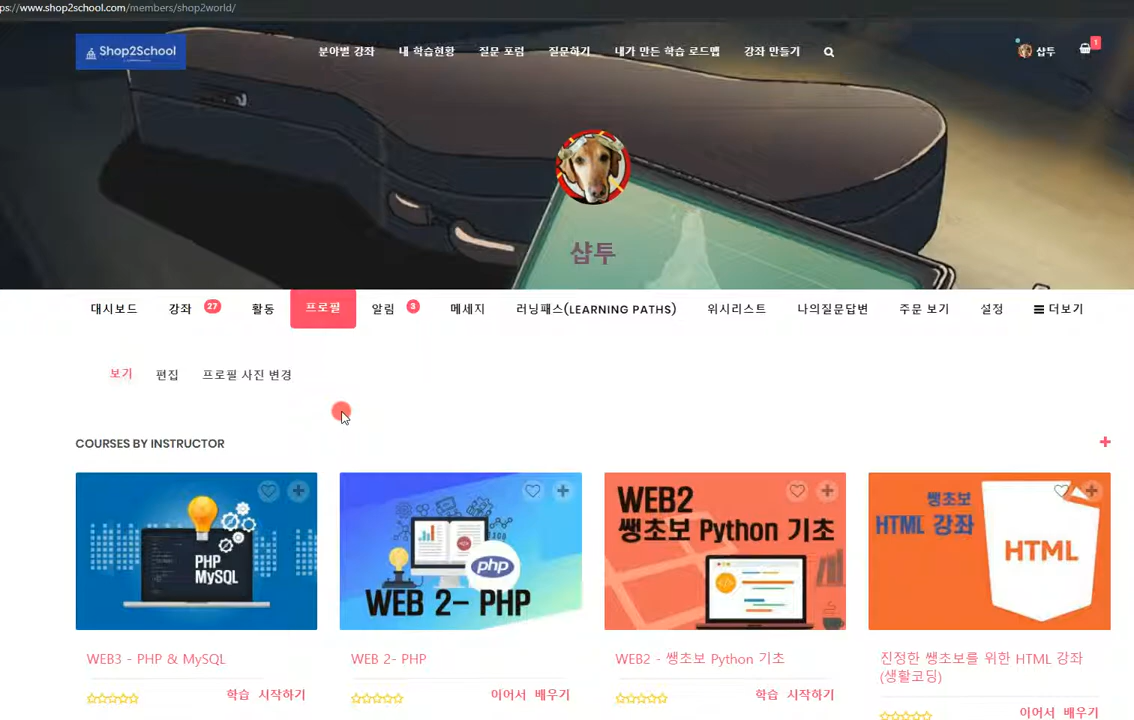 ps://www.shop2school.com/members/shop2world/
Shop2School
분야별 강좌 내 학습현황 질문 포럼 질문하기 내가 만든 학습 로드맵 강좌 만들기
샵투 1
샵투
대시보드 강좌 27 활동 프로필 알림 3 메세지 러닝패스(LEARNING PATHS) 위시리스트 나의질문답변 주문 보기 설정 더보기
보기 편집 프로필 사진 변경
COURSES BY INSTRUCTOR
PHP
MySQL
php
WEB 2- PHP
WEB2
쌩초보 Python 기초
쌩초보
HTML 강좌
HTML
WEB3 - PHP & MySQL
WEB 2- PHP
WEB2 - 쌩초보 Python 기초
진정한 쌩초보를 위한 HTML 강좌
(생활코딩)
학습 시작하기
이어서 배우기
학습 시작하기
이어서 배우기